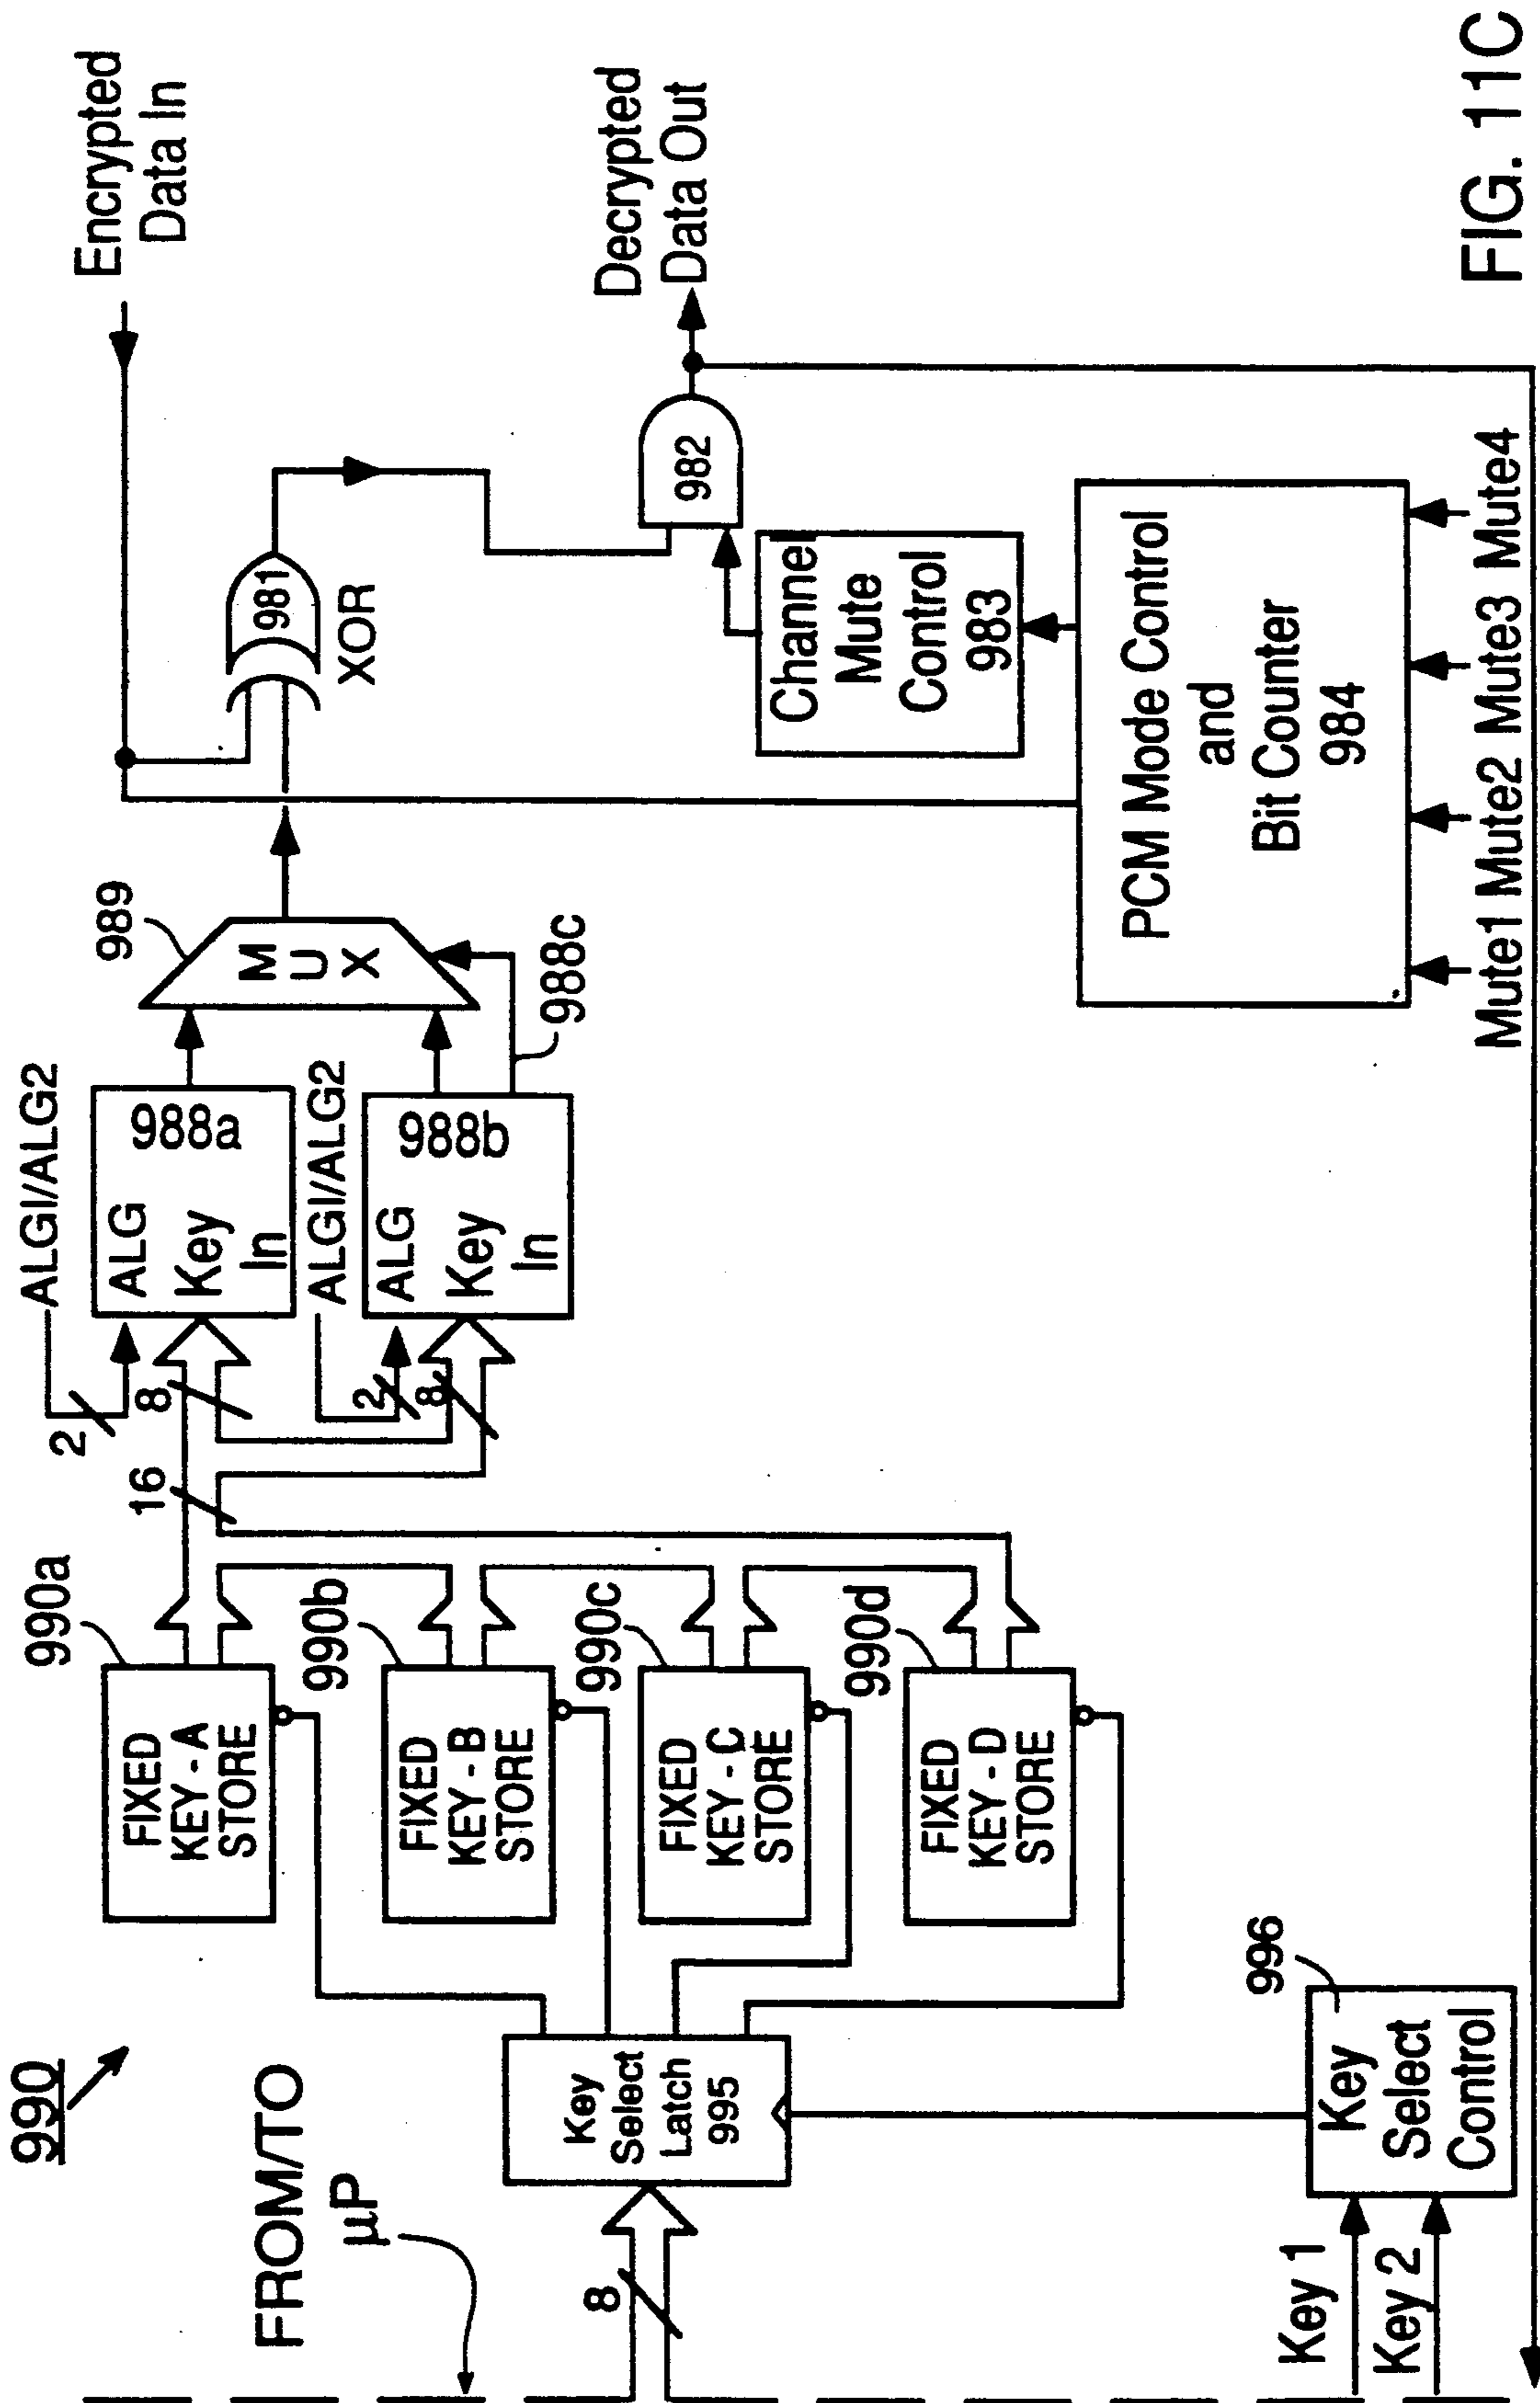 990
FROM/TO
µP
8
Key
Select
Latch
995
Key 1
Key 2
Key
Select
Control
996
FIXED
KEY - A
STORE
990a
FIXED
KEY - B
STORE
990b
FIXED
KEY - C
STORE
990c
FIXED
KEY - D
STORE
990d
16
8
2
ALGI/ALG2
ALG
988a
Key
In
2
8
ALGI/ALG2
ALG
988b
Key
In
988c
989
M
U
X
981
XOR
Encrypted
Data In
982
Decrypted
Data Out
Channel
Mute
Control
983
PCM Mode Control
and
Bit Counter
984
Mute1 Mute2 Mute3 Mute4
FIG. 11C